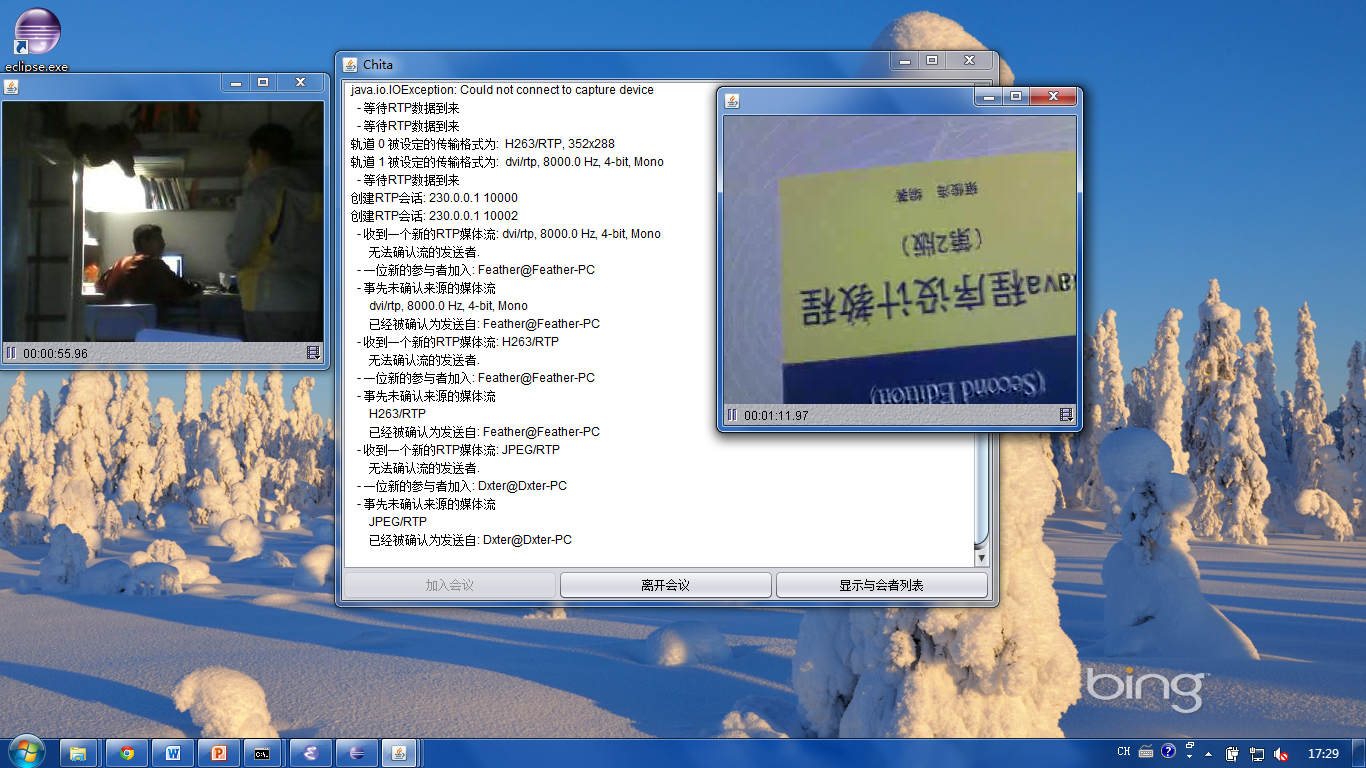 eclipse.exe
Chita
java.io.IOException: Could not connect to capture device
- 等待RTP数据到来
- 等待RTP数据到来
轨道 0 被设定的传输格式为: H263/RTP, 352x288
轨道 1 被设定的传输格式为: dvi/rtp, 8000.0 Hz, 4-bit, Mono
- 等待RTP数据到来
创建RTP会话: 230.0.0.1 10000
创建RTP会话: 230.0.0.1 10002
- 收到一个新的RTP媒体流: dvi/rtp, 8000.0 Hz, 4-bit, Mono
无法确认流的发送者.
- 一位新的参与者加入: Feather@Feather-PC
- 事先未确认来源的媒体流
dvi/rtp, 8000.0 Hz, 4-bit, Mono
已经被确认为发送自: Feather@Feather-PC
- 收到一个新的RTP媒体流: H263/RTP
无法确认流的发送者.
- 一位新的参与者加入: Feather@Feather-PC
- 事先未确认来源的媒体流
H263/RTP
已经被确认为发送自: Feather@Feather-PC
- 收到一个新的RTP媒体流: JPEG/RTP
无法确认流的发送者.
- 一位新的参与者加入: Dxter@Dxter-PC
- 事先未确认来源的媒体流
JPEG/RTP
已经被确认为发送自: Dxter@Dxter-PC
加入会议
离开会议
显示与会者列表
00:00:55.96
编著
(第2版)
ava程序设计教程
(Second Edition)
00:01:11.97
bing
CH
17:29